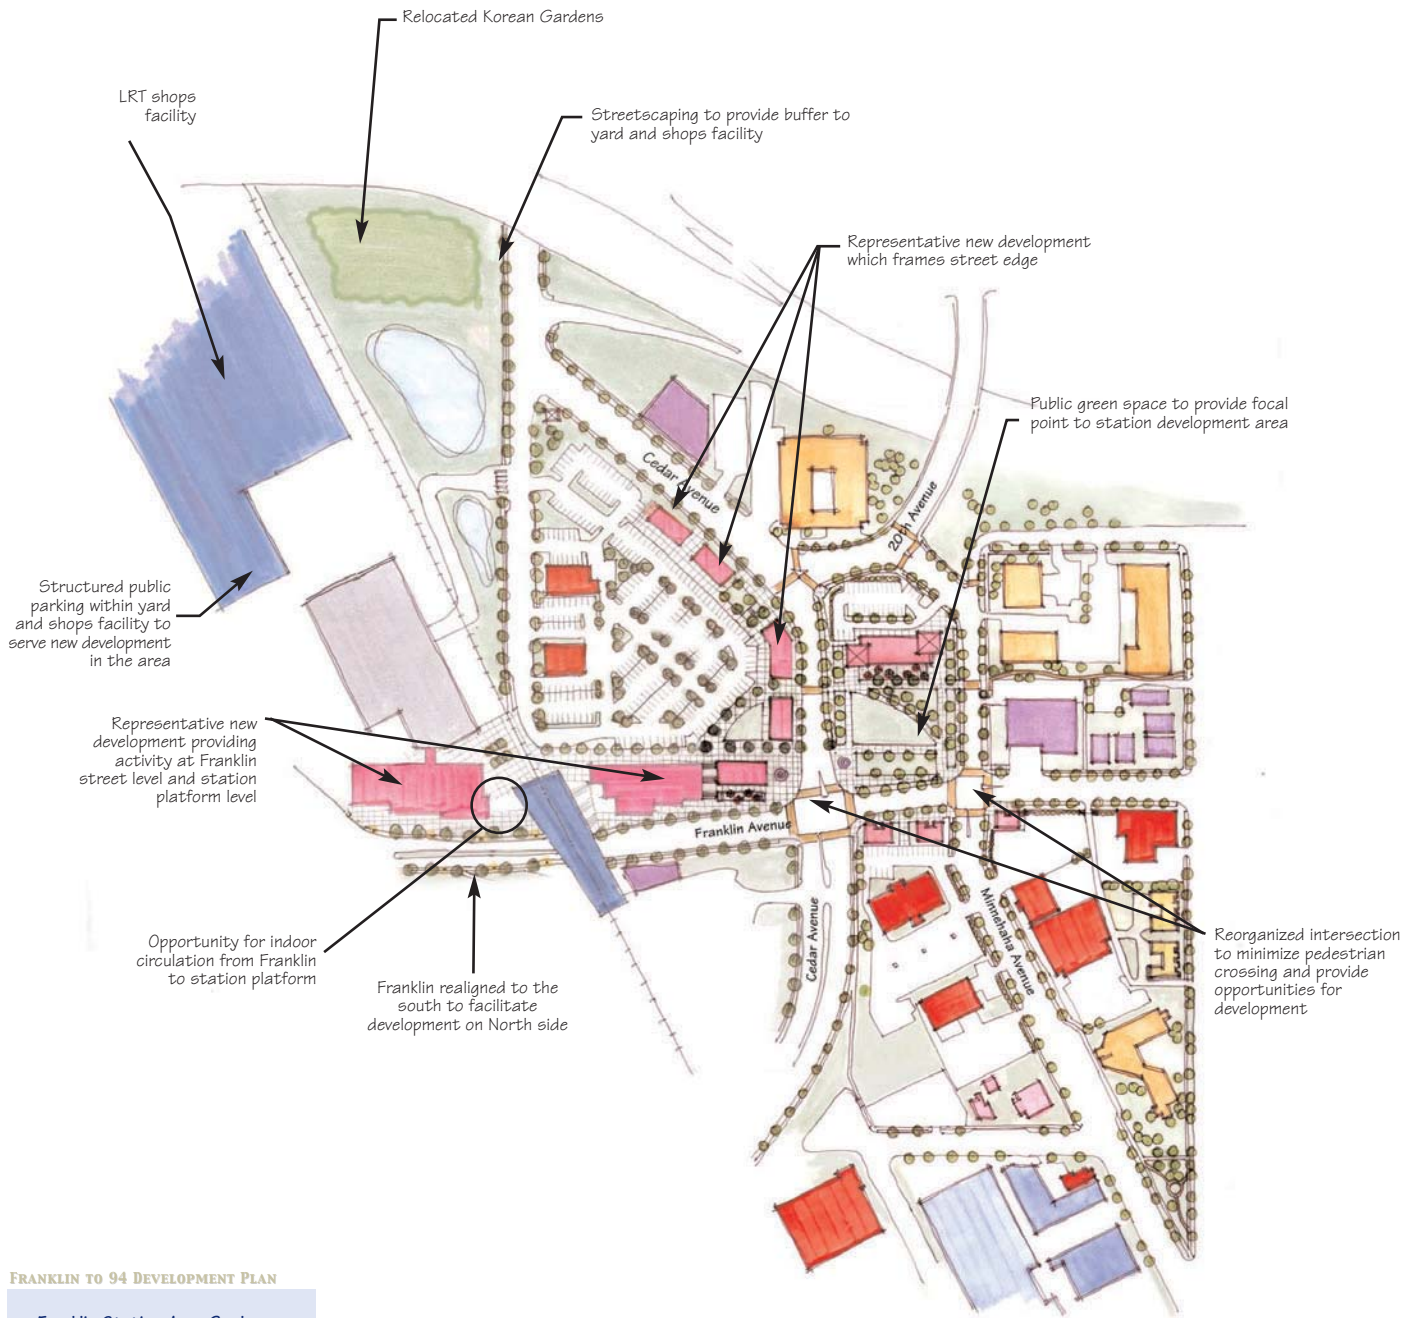 Relocated Korean Gardens
LRT shops
facility
Streetscaping to provide buffer to
yard and shops facility
Representative new development
which frames street edge
Public green space to provide focal
point to station development area
Cedar Avenue
20th Avenue
Structured public
parking within yard
and shops facility to
serve new development
in the area
Representative new
development providing
activity at Franklin
street level and station
platform level
Franklin Avenue
Opportunity for indoor
circulation from Franklin
to station platform
Franklin realigned to the
south to facilitate
development on North side
Cedar Avenue
Minnehaha Avenue
Reorganized intersection
to minimize pedestrian
crossing and provide
opportunities for
development
FRANKLIN TO 94 DEVELOPMENT PLAN